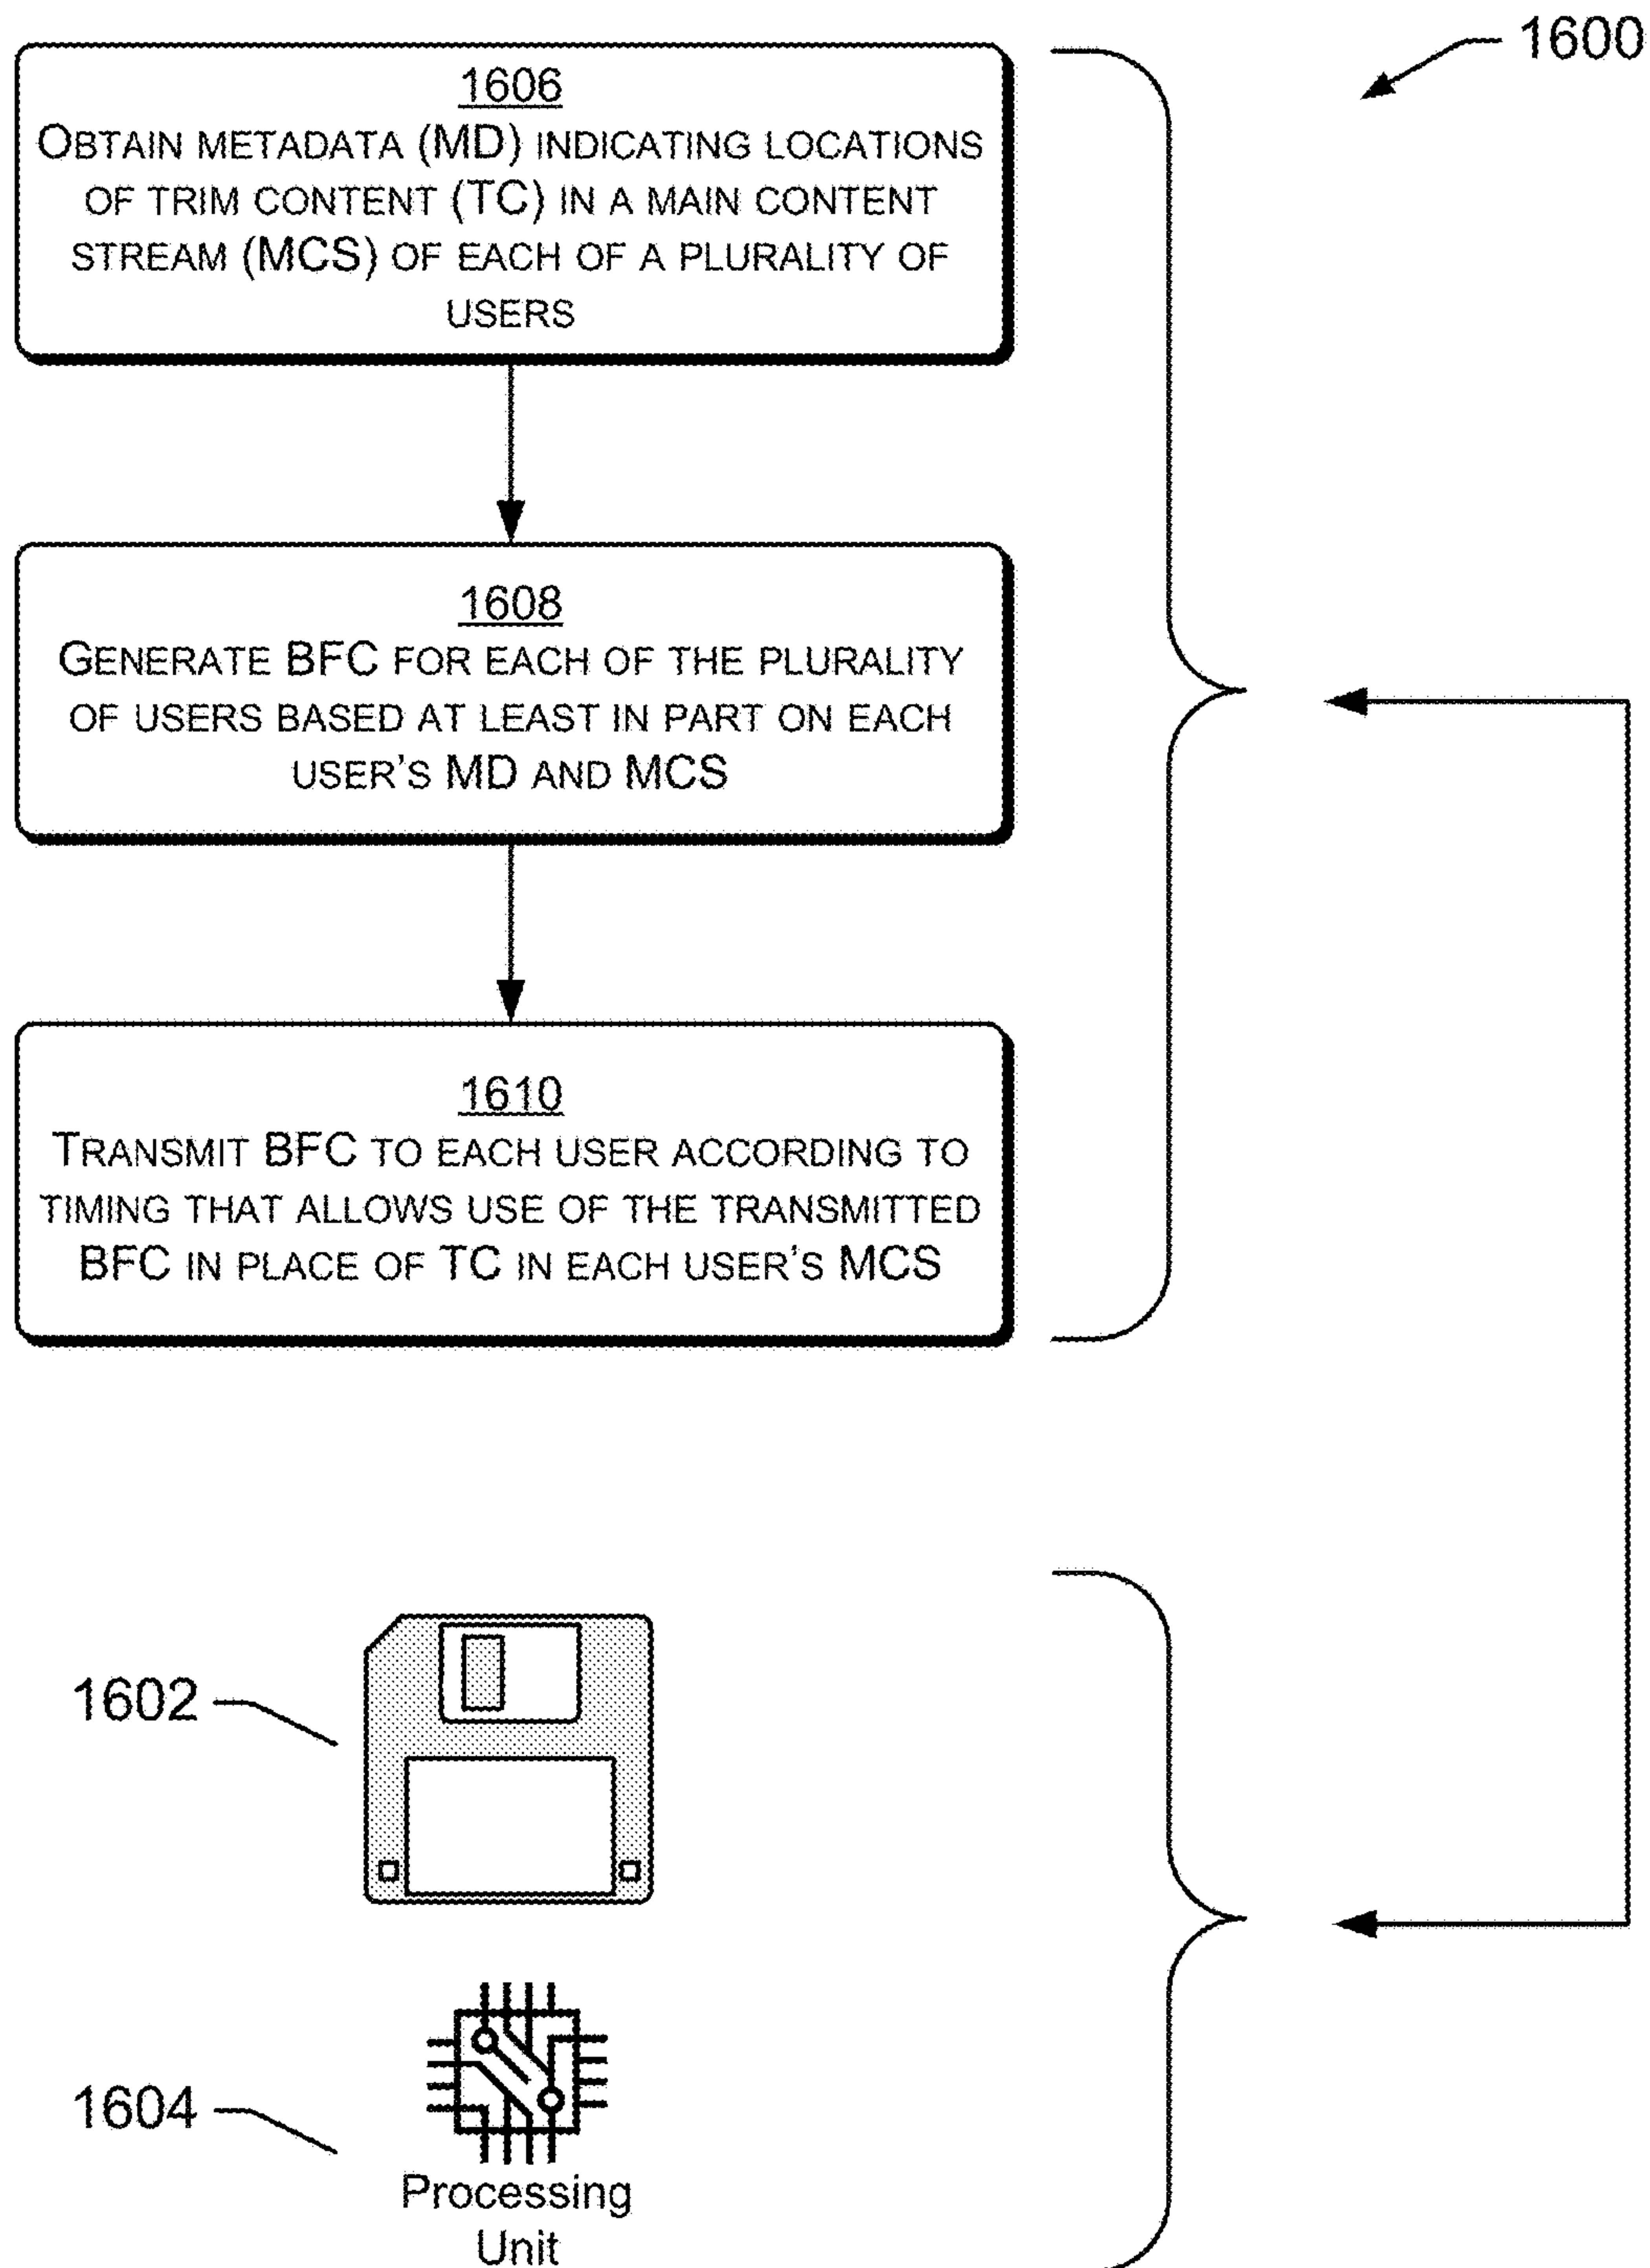 1600
1606
OBTAIN METADATA (MD) INDICATING LOCATIONS
OF TRIM CONTENT (TC) IN A MAIN CONTENT
STREAM (MCS) OF EACH OF A PLURALITY OF
USERS
1608
GENERATE BFC FOR EACH OF THE PLURALITY
OF USERS BASED AT LEAST IN PART ON EACH
USER'S MD AND MCS
1610
TRANSMIT BFC TO EACH USER ACCORDING TO
TIMING THAT ALLOWS USE OF THE TRANSMITTED
BFC IN PLACE OF TC IN EACH USER'S MCS
1602
1604
Processing
Unit